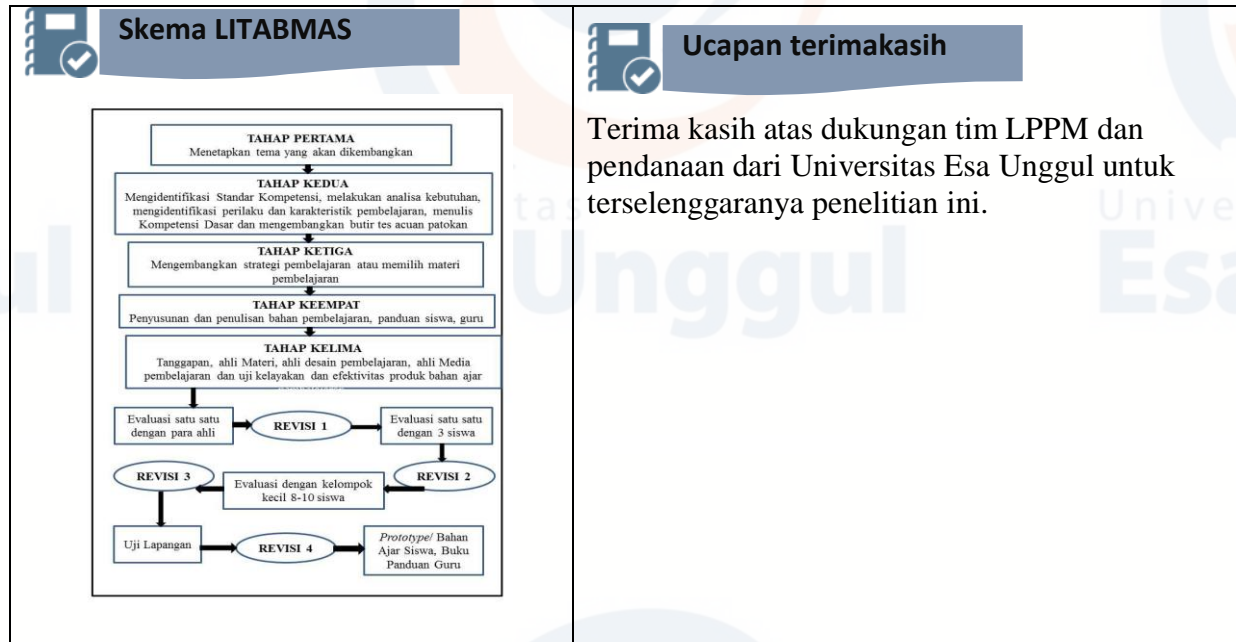 Skema LITABMAS
TAHAP PERTAMA
Menetapkan tema yang akan dikembangkan
TAHAP KEDUA
Mengidentifikasi Standar Kompetensi, melakukan analisa kebutuhan,
mengidentifikasi perilaku dan karakteristik pembelajaran, menulis
Kompetensi Dasar dan mengembangkan butir tes acuan patokan
TAHAP KETIGA
Mengembangkan strategi pembelajaran atau memilih materi
pembelajaran
TAHAP KEEMPAT
Penyusunan dan penulisan bahan pembelajaran, panduan siswa, guru
TAHAP KELIMA
Tanggapan, ahli Materi, ahli desain pembelajaran, ahli Media
pembelajaran dan uji kelayakan dan efektivitas produk bahan ajar
Evaluasi satu satu
dengan para ahli
REVISI 1
Evaluasi satu satu
dengan 3 siswa
REVISI 2
Evaluasi dengan kelompok
kecil 8-10 siswa
REVISI 3
Uji Lapangan
REVISI 4
Prototype/ Bahan
Ajar Siswa, Buku
Panduan Guru
Ucapan terimakasih
Terima kasih atas dukungan tim LPPM dan
pendanaan dari Universitas Esa Unggul untuk
terselenggaranya penelitian ini.
tas
Unive
ul
Unggul
Esa